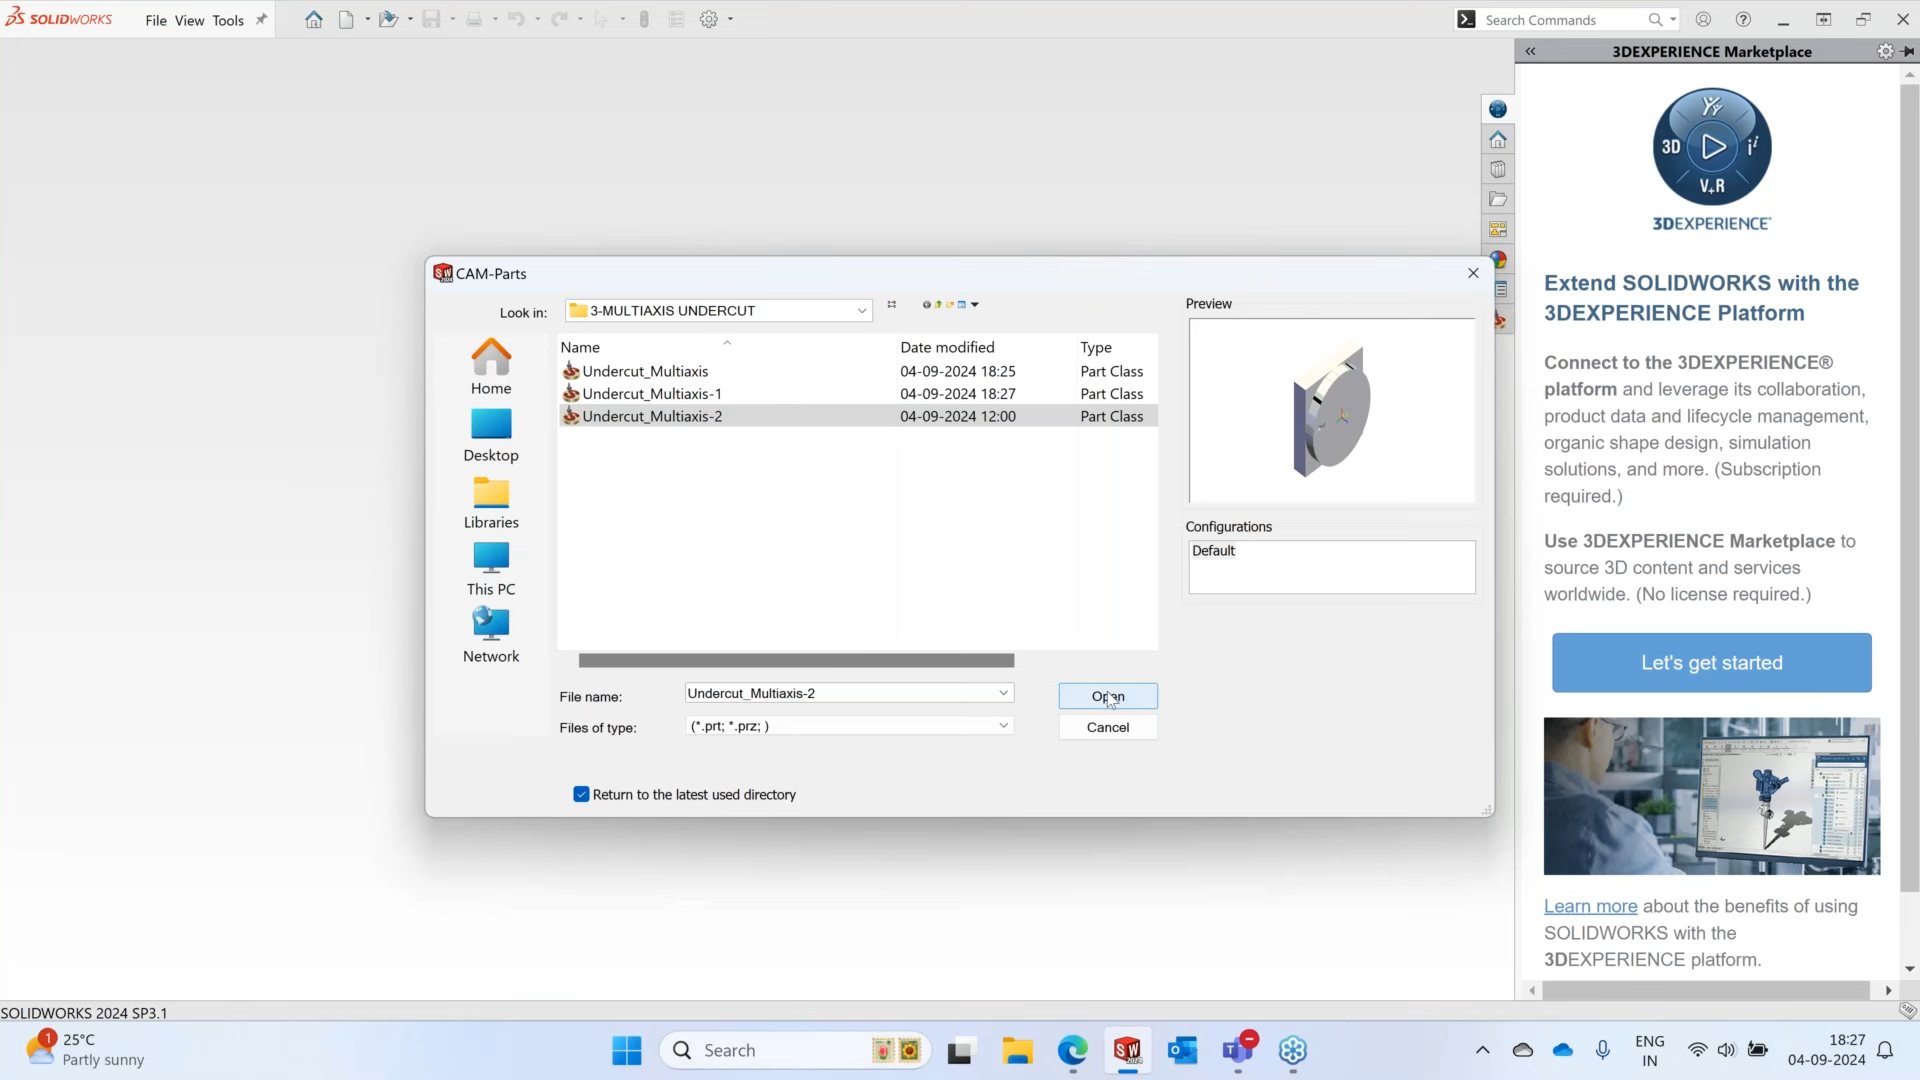 SOLIDWORKS File View Tools Search Commands
3DEXPERIENCE Marketplace
3D V+R
3DEXPERIENCE
Extend SOLIDWORKS with the
3DEXPERIENCE Platform
Connect to the 3DEXPERIENCE®
platform and leverage its collaboration,
product data and lifecycle management,
organic shape design, simulation
solutions, and more. (Subscription
required.)
Use 3DEXPERIENCE Marketplace to
source 3D content and services
worldwide. (No license required.)
Let's get started
Learn more about the benefits of using
SOLIDWORKS with the
3DEXPERIENCE platform.
CAM-Parts
Look in: 3-MULTIAXIS UNDERCUT
Home
Desktop
Libraries
This PC
Network
Name Date modified Type
Undercut_Multiaxis 04-09-2024 18:25 Part Class
Undercut_Multiaxis-1 04-09-2024 18:27 Part Class
Undercut_Multiaxis-2 04-09-2024 12:00 Part Class
Preview
Configurations
Default
File name: Undercut_Multiaxis-2 Open
Files of type: (*.prt; *.prz; ) Cancel
Return to the latest used directory
SOLIDWORKS 2024 SP3.1
1 25°C
Partly sunny
Search
ENG
IN
18:27
04-09-2024